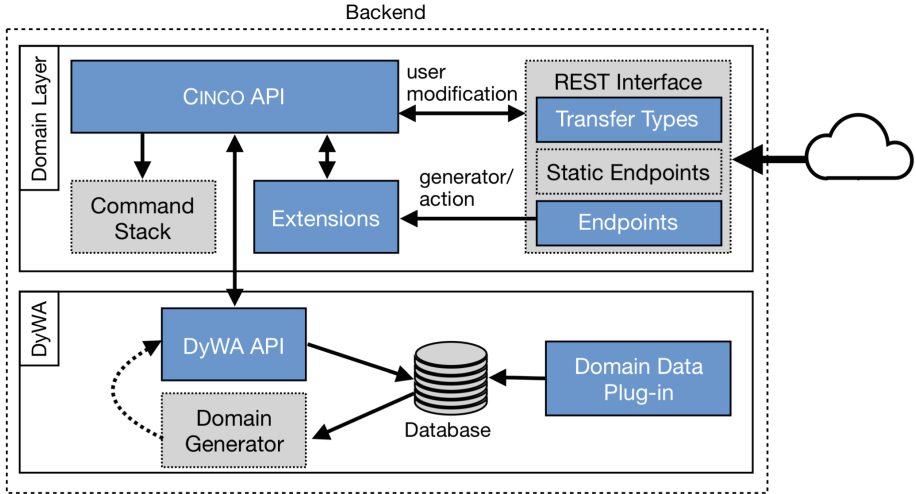 Backend
Domain Layer
CINCO API
user
modification
REST Interface
Transfer Types
Static Endpoints
Endpoints
generator/
action
Command
Stack
Extensions
DyWA
DyWA API
Domain
Generator
Database
Domain Data
Plug-in